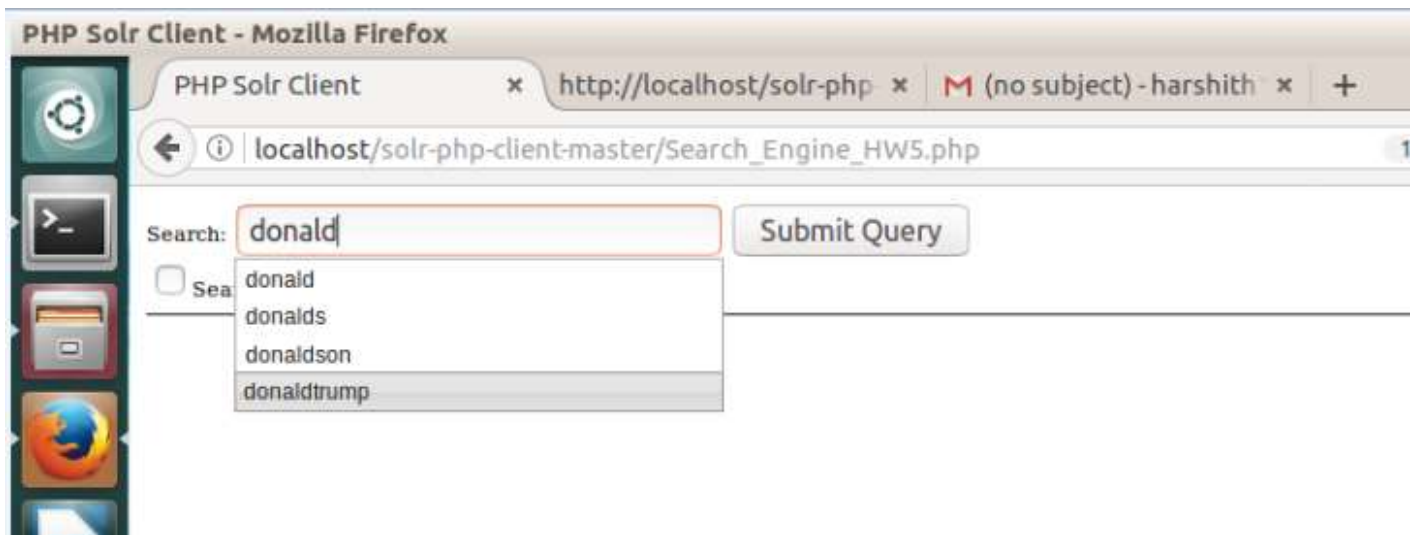 PHP Solr Client - Mozilla Firefox
PHP Solr Client × http://localhost/solr-php × (no subject) - harshith × +
localhost/solr-php-client-master/Search_Engine_HW5.php
Search: donald Submit Query
Sea
donald
donalds
donaldson
donaldtrump